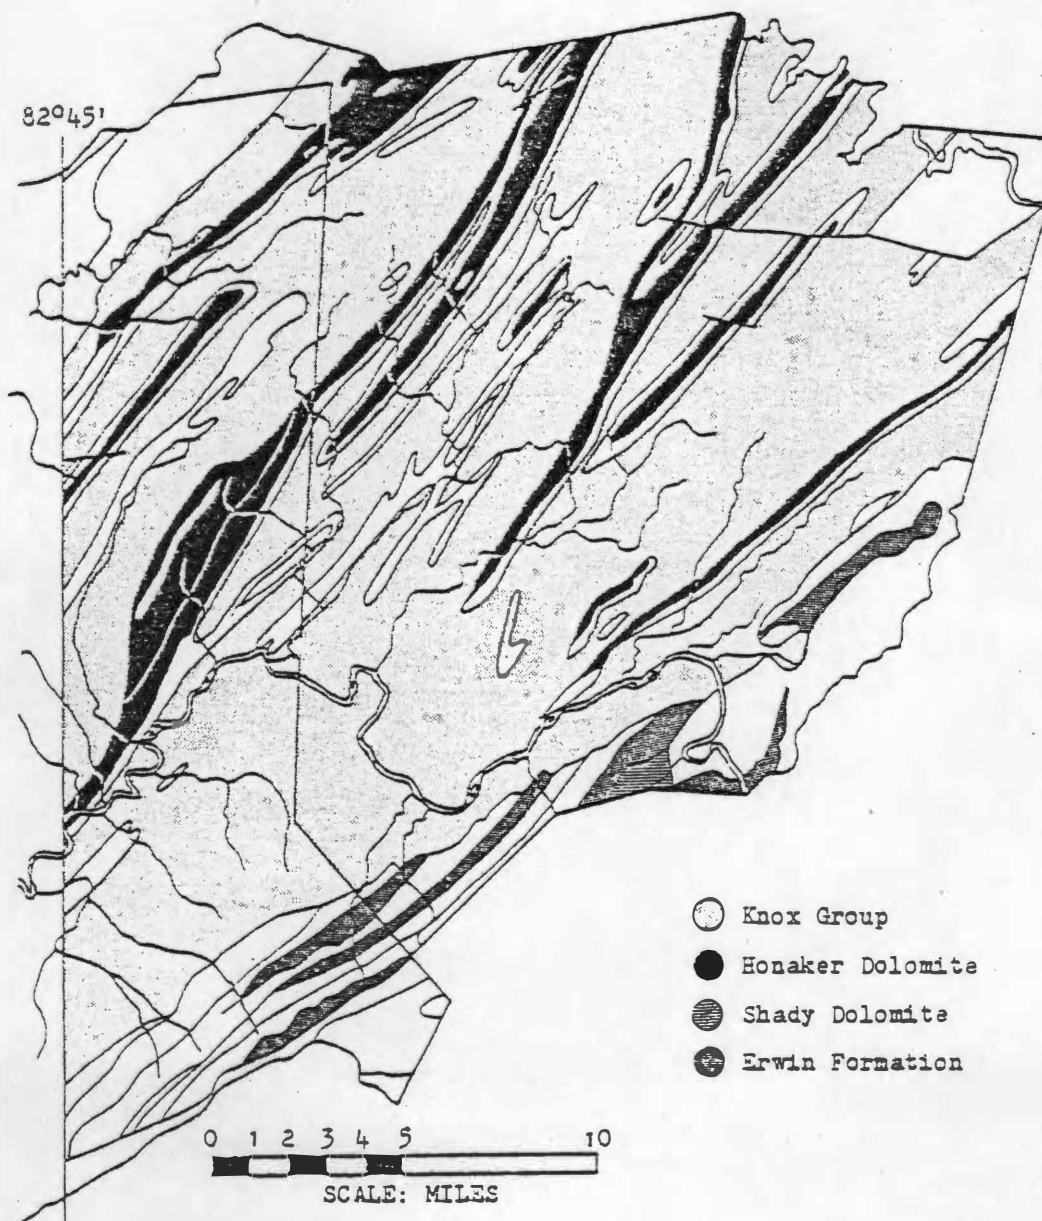 82°45'
Knox Group
Honaker Dolomite
Shady Dolomite
Erwin Formation
0 1 2 3 4 5 10
SCALE: MILES